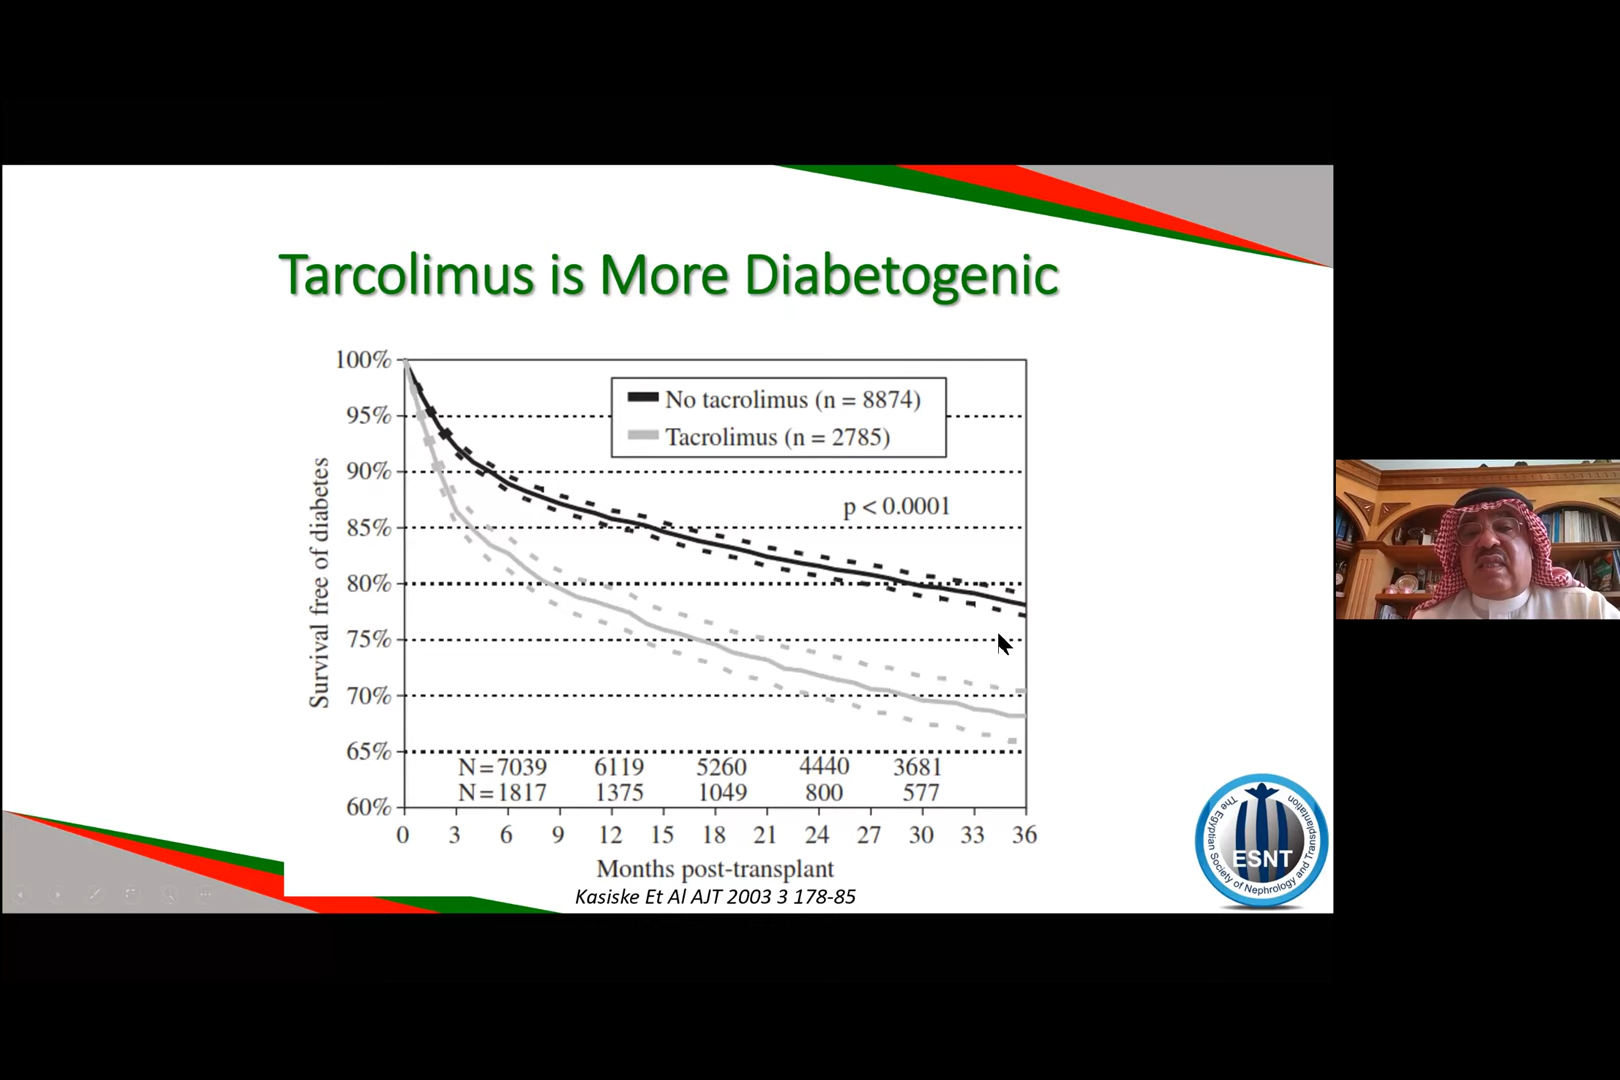 Tarcolimus is More Diabetogenic
100%
95%
90%
85%
80%
75%
70%
65%
60%
Survival free of diabetes
No tacrolimus (n = 8874)
Tacrolimus (n = 2785)
p < 0.0001
N=7039 6119 5260 4440 3681
N=1817 1375 1049 800 577
0 3 6 9 12 15 18 21 24 27 30 33 36
Months post-transplant
Kasiske Et Al AJT 2003 3 178-85
The Egyptian Society of Nephrology and Transplantation
ESNT